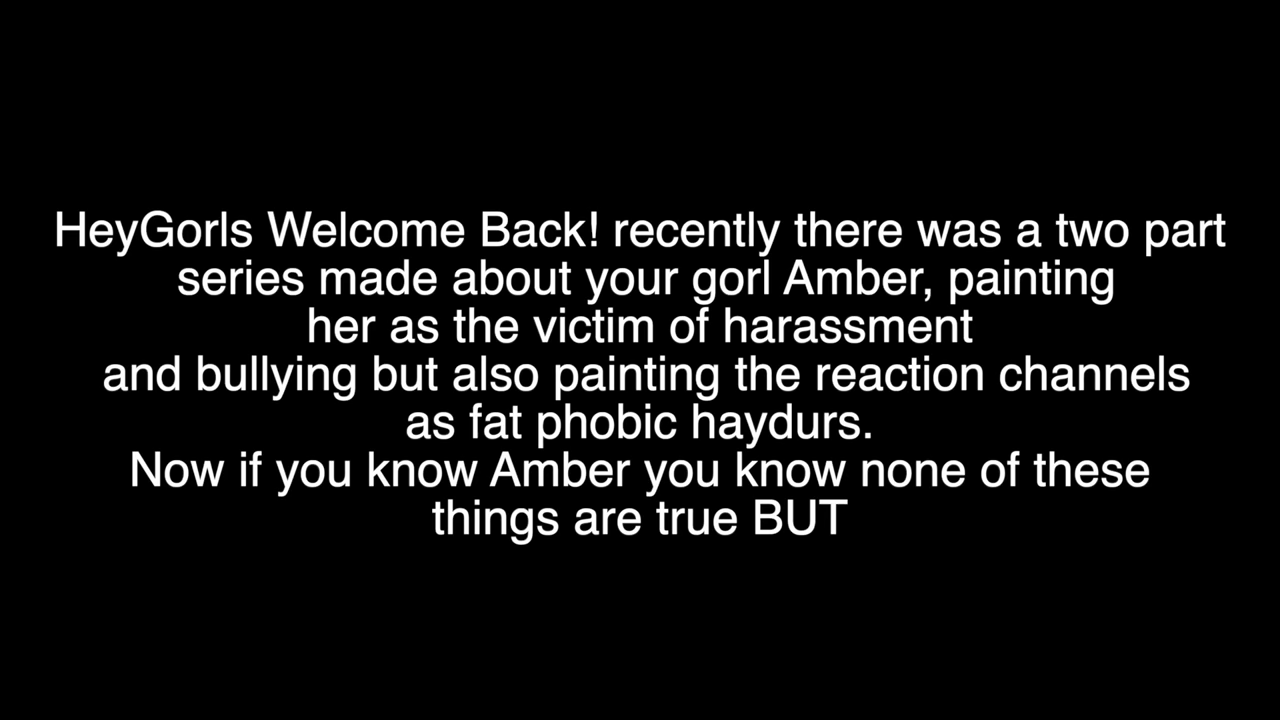 HeyGorls Welcome Back! recently there was a two part
series made about your gorl Amber, painting
her as the victim of harassment
and bullying but also painting the reaction channels
as fat phobic haydurs.
Now if you know Amber you know none of these
things are true BUT